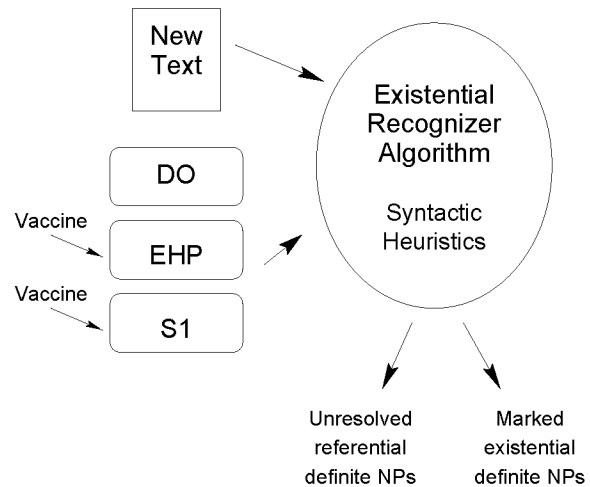 New
Text
Existential
Recognizer
Algorithm
Syntactic
Heuristics
DO
Vaccine
EHP
Vaccine
S1
Unresolved
referential
definite NPs
Marked
existential
definite NPs